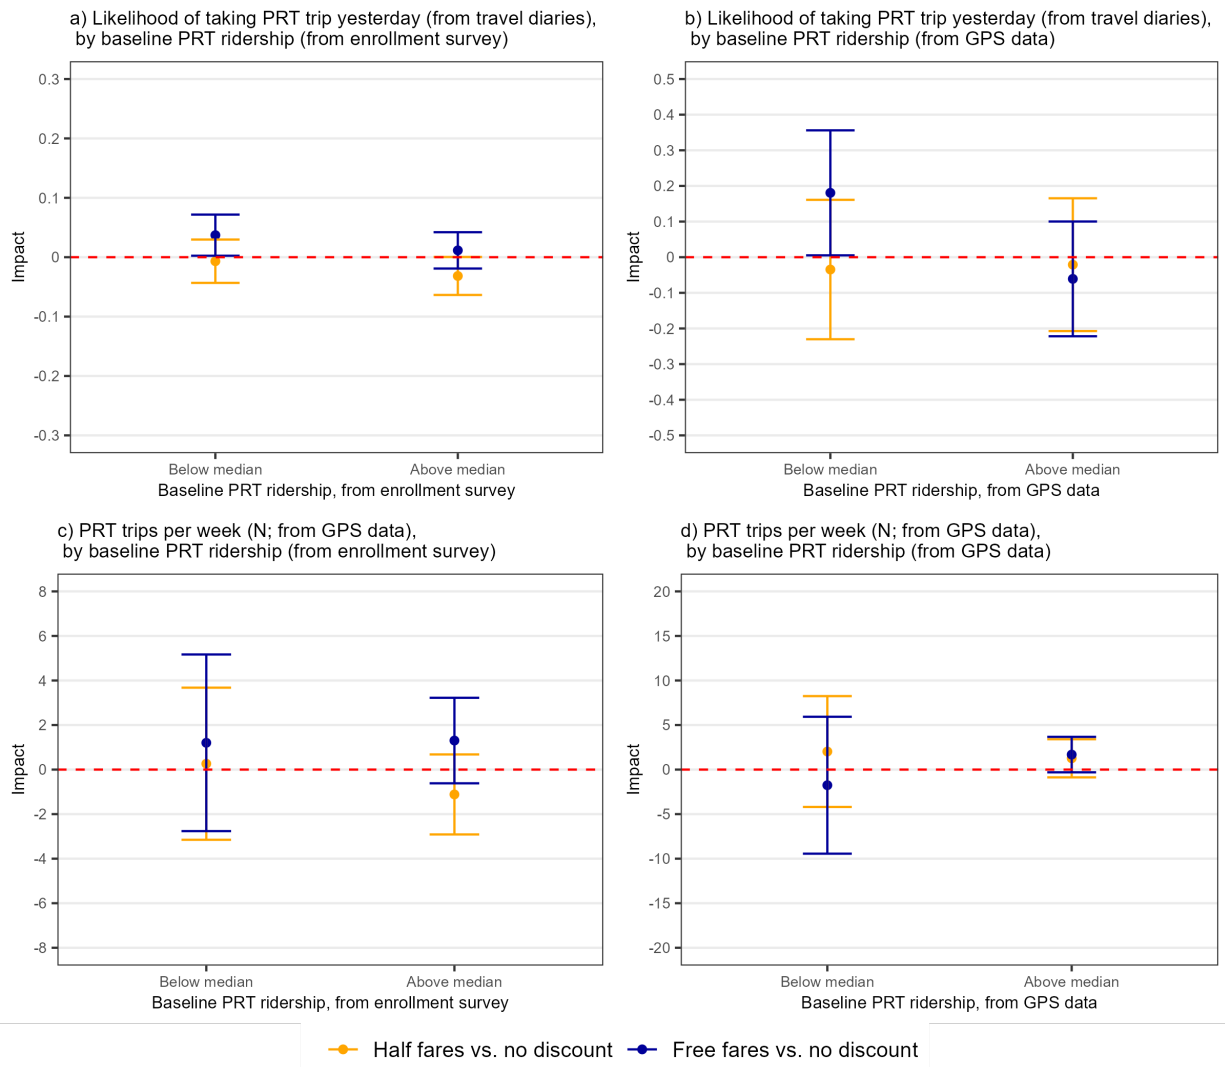 a) Likelihood of taking PRT trip yesterday (from travel diaries),
by baseline PRT ridership (from enrollment survey)
0.3
0.2
0.1
0
-0.1
-0.2
-0.3
Impact
Below median
Above median
Baseline PRT ridership, from enrollment survey
b) Likelihood of taking PRT trip yesterday (from travel diaries),
by baseline PRT ridership (from GPS data)
0.5
0.4
0.3
0.2
0.1
0
-0.1
-0.2
-0.3
-0.4
-0.5
Impact
Below median
Above median
Baseline PRT ridership, from GPS data
c) PRT trips per week (N; from GPS data),
by baseline PRT ridership (from enrollment survey)
8
6
4
2
0
-2
-4
-6
-8
Impact
Below median
Above median
Baseline PRT ridership, from enrollment survey
d) PRT trips per week (N; from GPS data),
by baseline PRT ridership (from GPS data)
20
15
10
5
0
-5
-10
-15
-20
Impact
Below median
Above median
Baseline PRT ridership, from GPS data
Half fares vs. no discount
Free fares vs. no discount